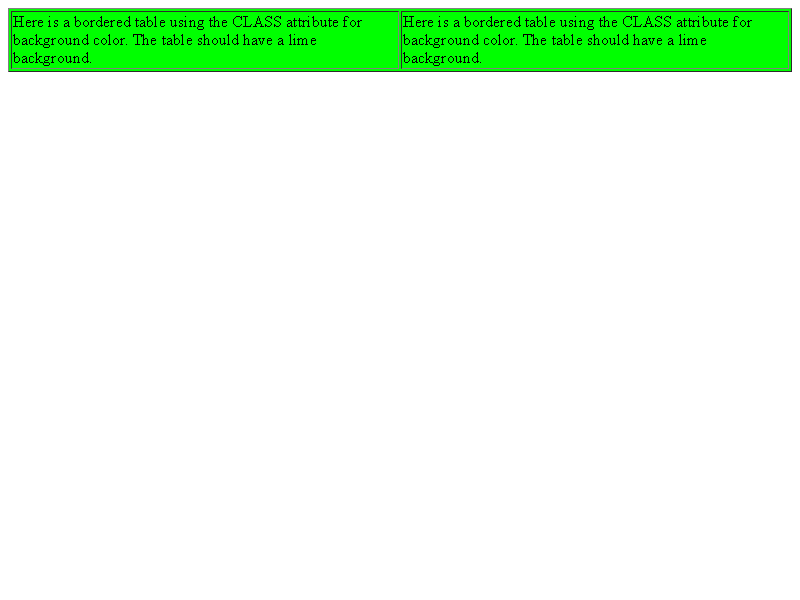 Here is a bordered table using the CLASS attribute for
background color. The table should have a lime
background.
Here is a bordered table using the CLASS attribute for
background color. The table should have a lime
background.